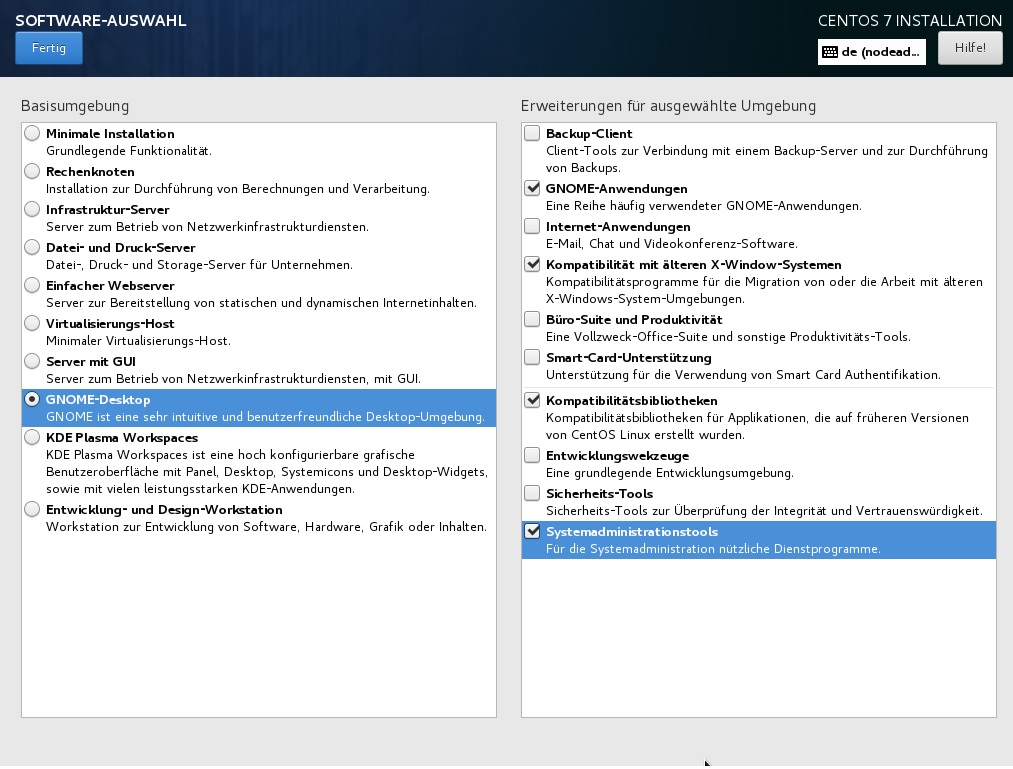 SOFTWARE-AUSWAHL
CENTOS 7 INSTALLATION
Fertig
de (nodead...
Hilfe!
Basisumgebung
Minimale Installation
Grundlegende Funktionalität.
Rechenknoten
Installation zur Durchführung von Berechnungen und Verarbeitung.
Infrastruktur-Server
Server zum Betrieb von Netzwerkinfrastrukturdiensten.
Datei- und Druck-Server
Datei-, Druck- und Storage-Server für Unternehmen.
Einfacher Webserver
Server zur Bereitstellung von statischen und dynamischen Internetinhalten.
Virtualisierungs-Host
Minimaler Virtualisierungs-Host.
Server mit GUI
Server zum Betrieb von Netzwerkinfrastrukturdiensten, mit GUI.
GNOME-Desktop
GNOME ist eine sehr intuitive und benutzerfreundliche Desktop-Umgebung.
KDE Plasma Workspaces
KDE Plasma Workspaces ist eine hoch konfigurierbare grafische
Benutzeroberfläche mit Panel, Desktop, Systemicons und Desktop-Widgets,
sowie mit vielen leistungsstarken KDE-Anwendungen.
Entwicklung- und Design-Workstation
Workstation zur Entwicklung von Software, Hardware, Grafik oder Inhalten.
Erweiterungen für ausgewählte Umgebung
Backup-Client
Client-Tools zur Verbindung mit einem Backup-Server und zur Durchführung
von Backups.
GNOME-Anwendungen
Eine Reihe häufig verwendeter GNOME-Anwendungen.
Internet-Anwendungen
E-Mail, Chat und Videokonferenz-Software.
Kompatibilität mit älteren X-Window-Systemen
Kompatibilitätsprogramme für die Migration von oder die Arbeit mit älteren
X-Windows-System-Umgebungen.
Büro-Suite und Produktivität
Eine Vollzweck-Office-Suite und sonstige Produktivitäts-Tools.
Smart-Card-Unterstützung
Unterstützung für die Verwendung von Smart Card Authentifikation.
Kompatibilitätsbibliotheken
Kompatibilitätsbibliotheken für Applikationen, die auf früheren Versionen
von CentOS Linux erstellt wurden.
Entwicklungswekzeuge
Eine grundlegende Entwicklungsumgebung.
Sicherheits-Tools
Sicherheits-Tools zur Überprüfung der Integrität und Vertrauenswürdigkeit.
Systemadministrationstools
Für die Systemadministration nützliche Dienstprogramme.